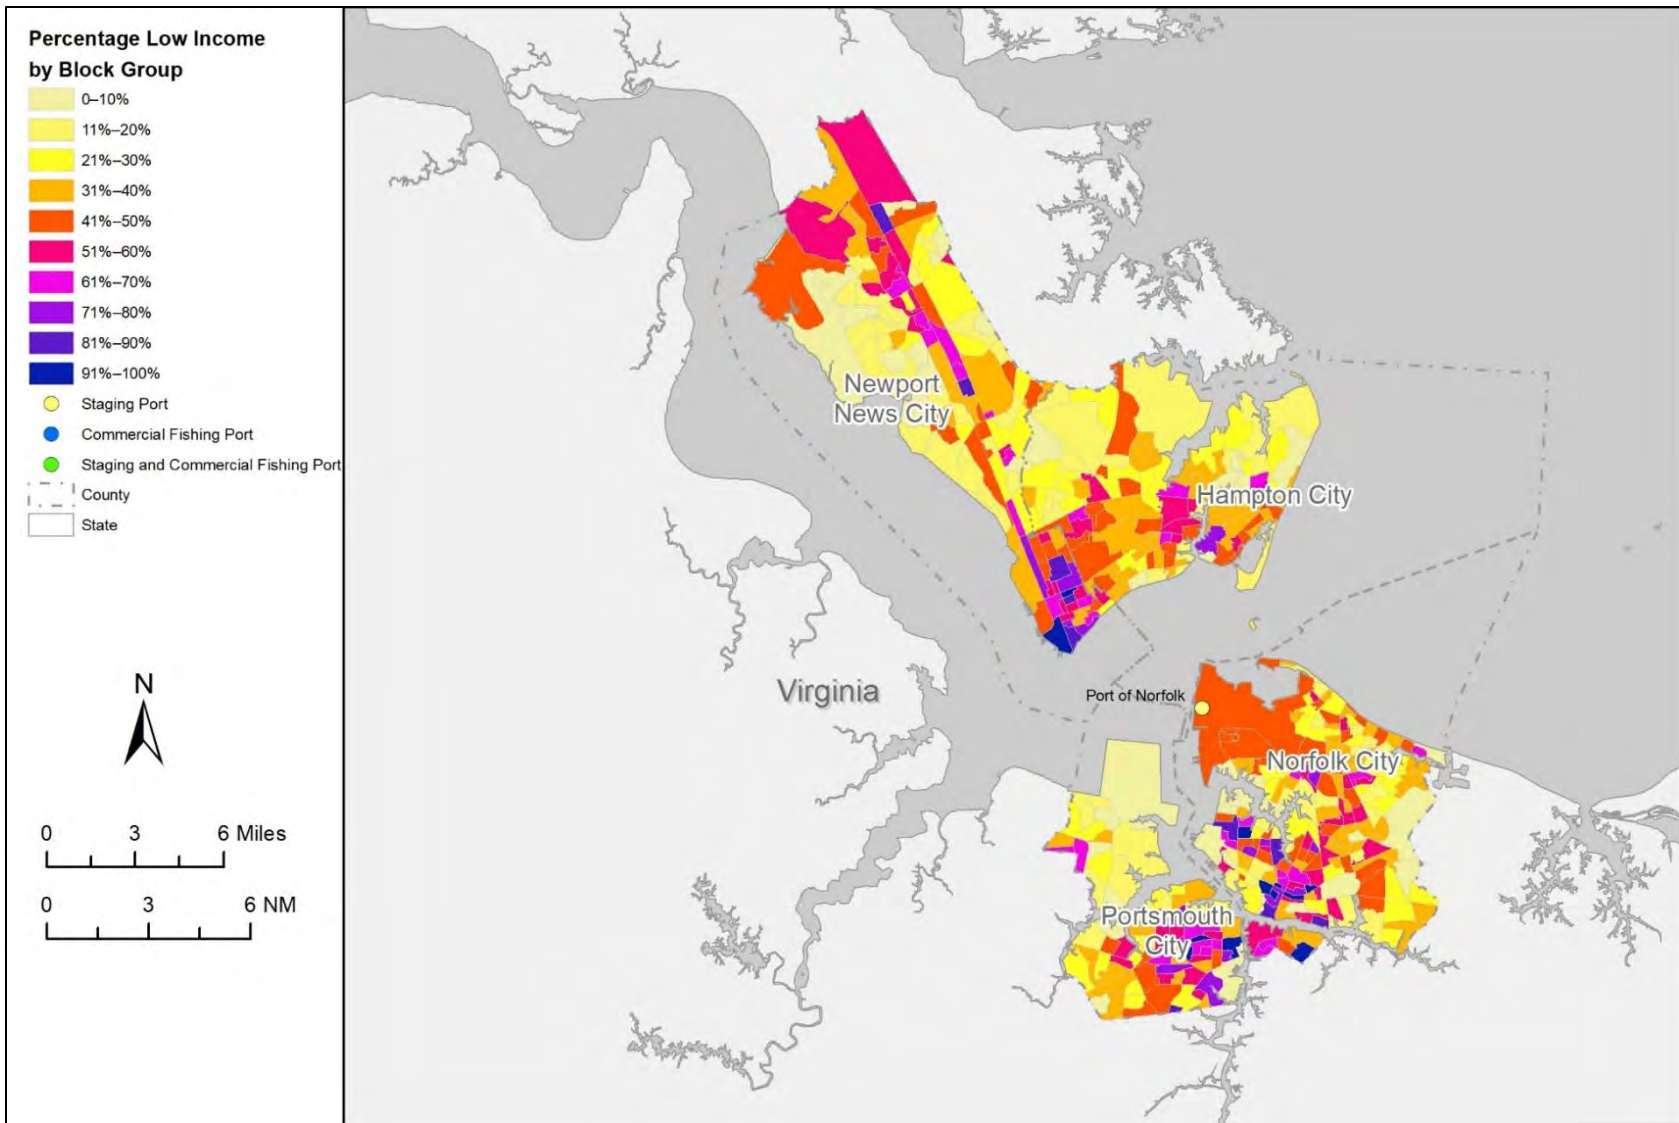 Percentage Low Income
by Block Group
0–10%
11%–20%
21%–30%
31%–40%
41%–50%
51%–60%
61%–70%
71%–80%
81%–90%
91%–100%
Staging Port
Commercial Fishing Port
Staging and Commercial Fishing Port
County
State
N
0 3 6 Miles
0 3 6 NM
Newport
News City
Hampton City
Virginia
Port of Norfolk
Norfolk City
Portsmouth
City